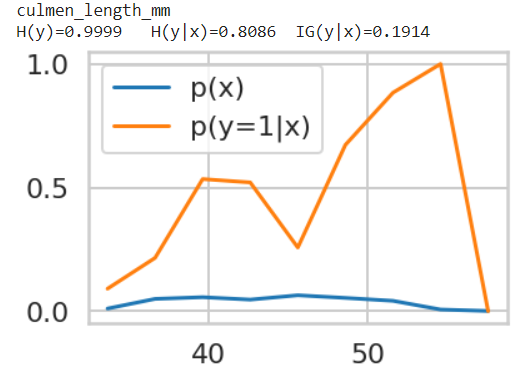 culmen_length_mm
H(y)=0.9999 H(y|x)=0.8086 IG(y|x)=0.1914
1.0
p(x)
p(y=1|x)
0.5
0.0
40 50